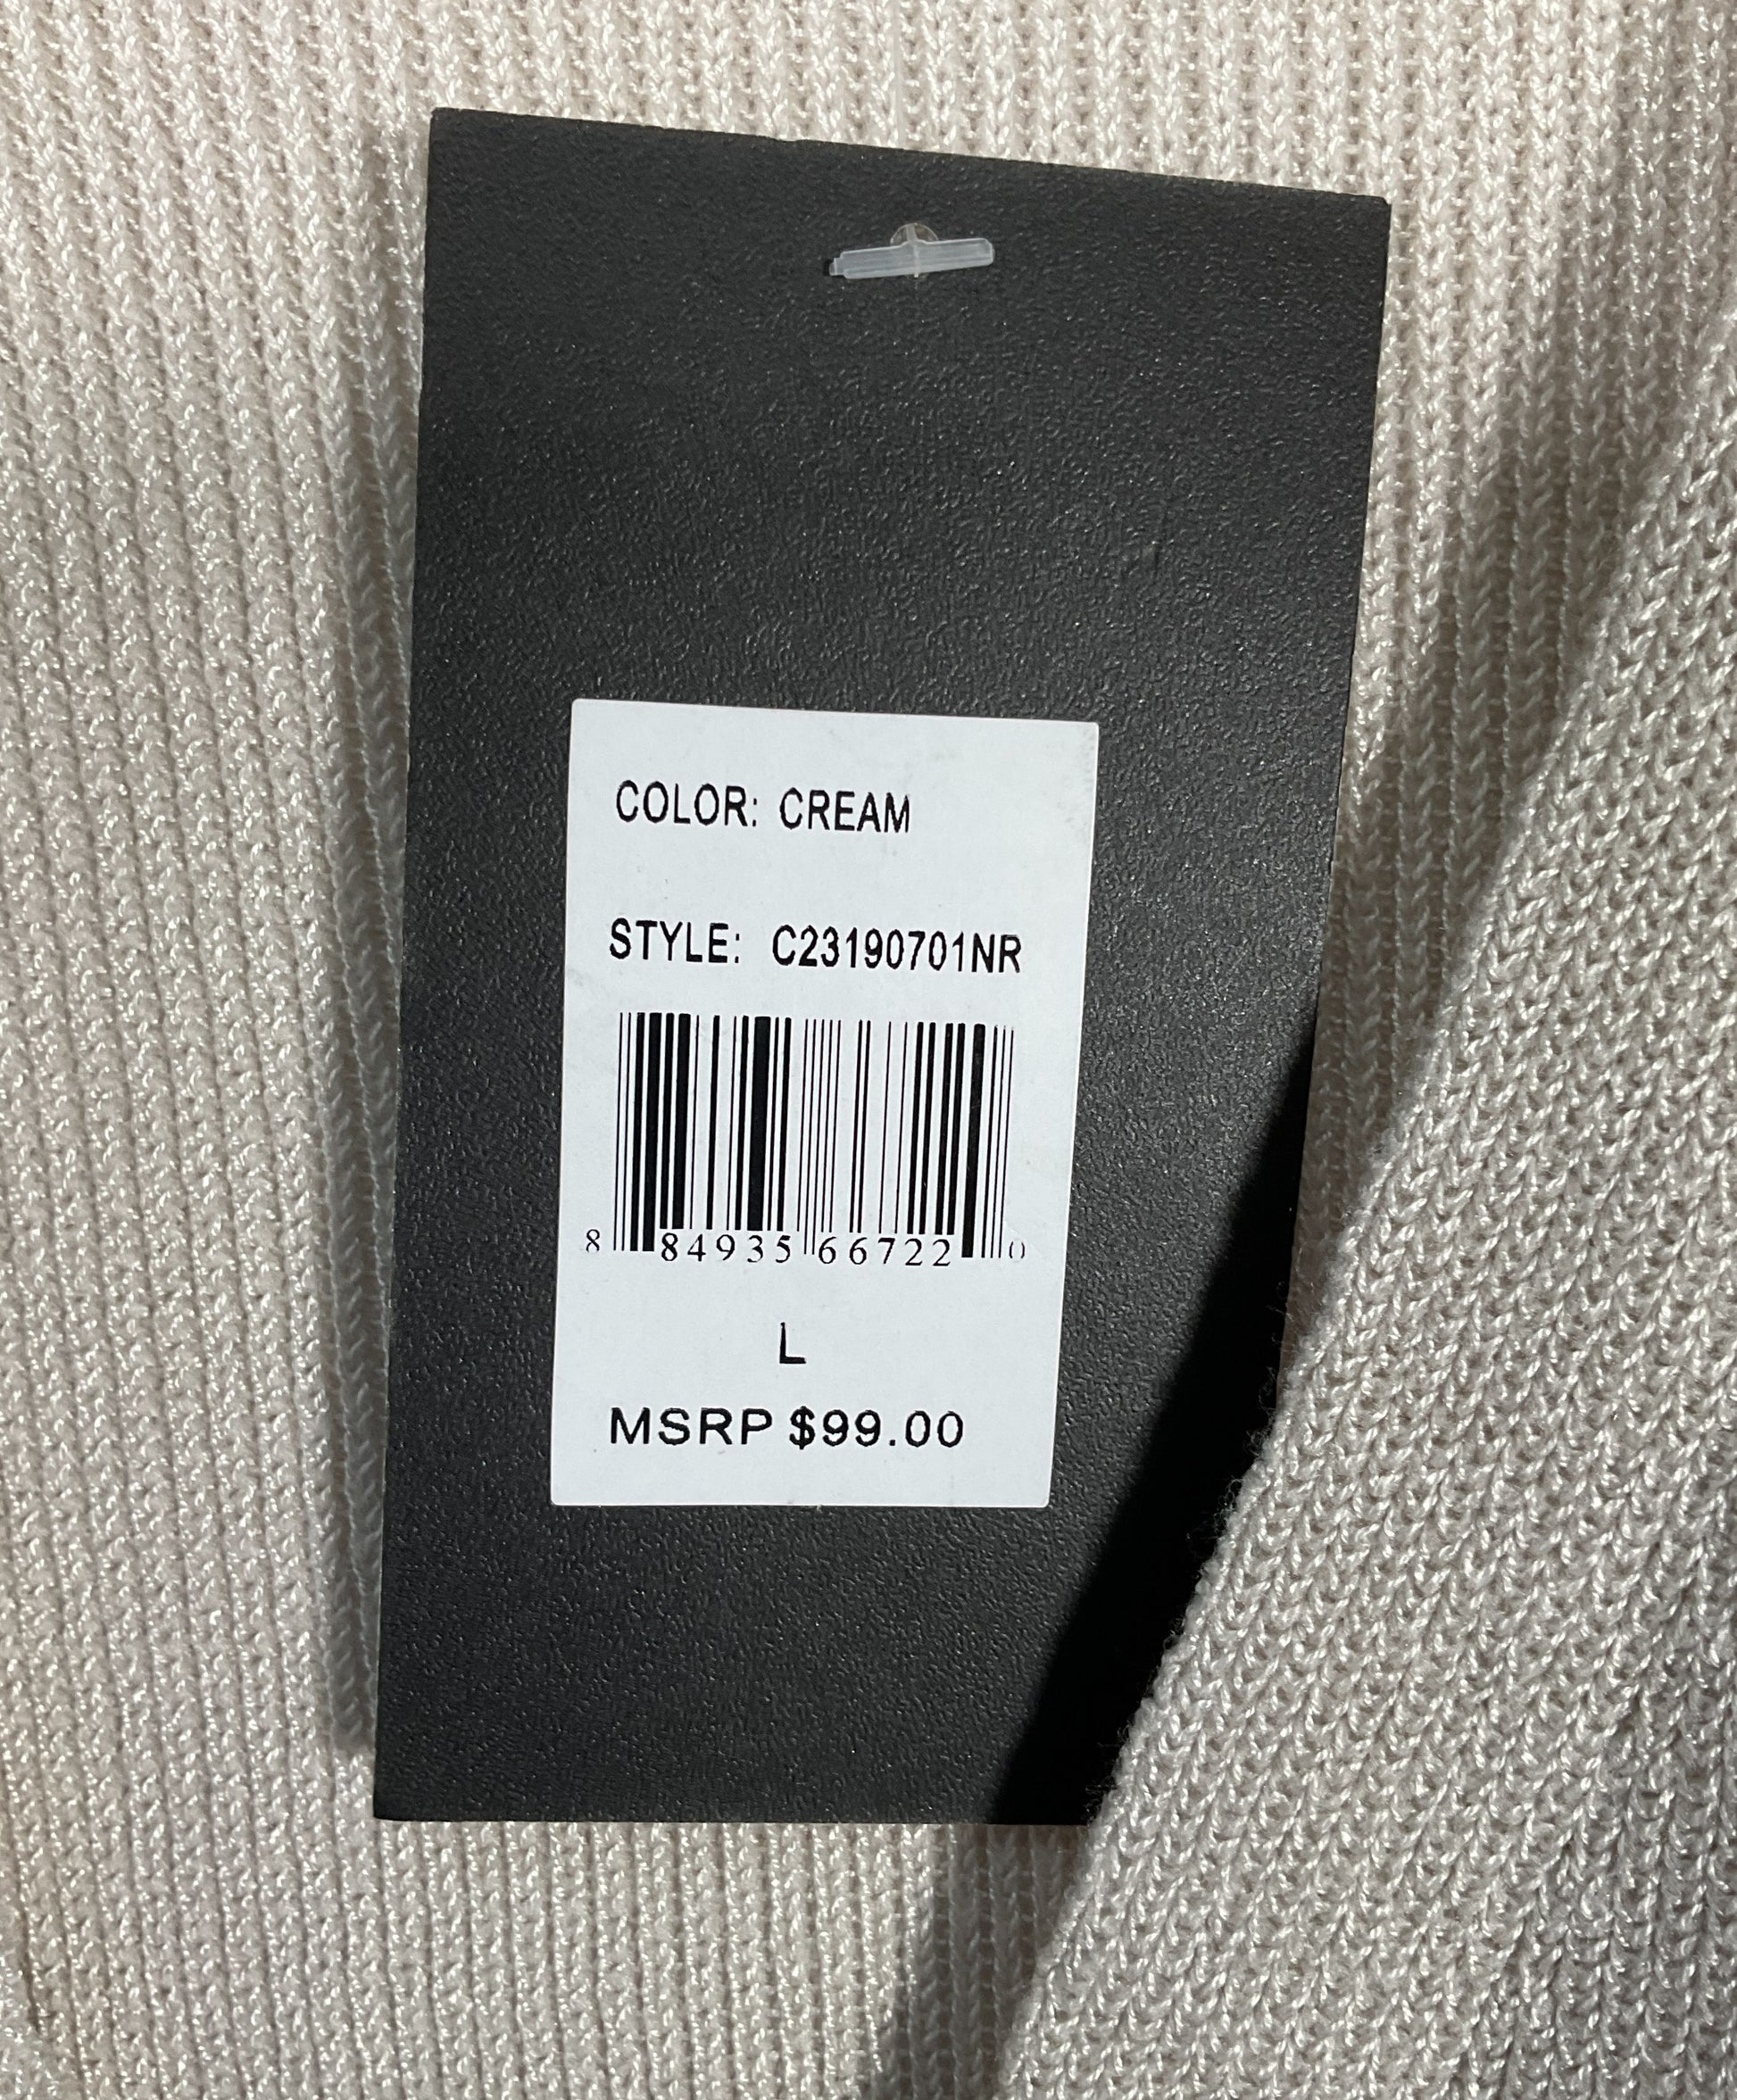 COLOR: CREAM
STYLE: C23190701NR
8 84935 66722 0
L
MSRP $99.00